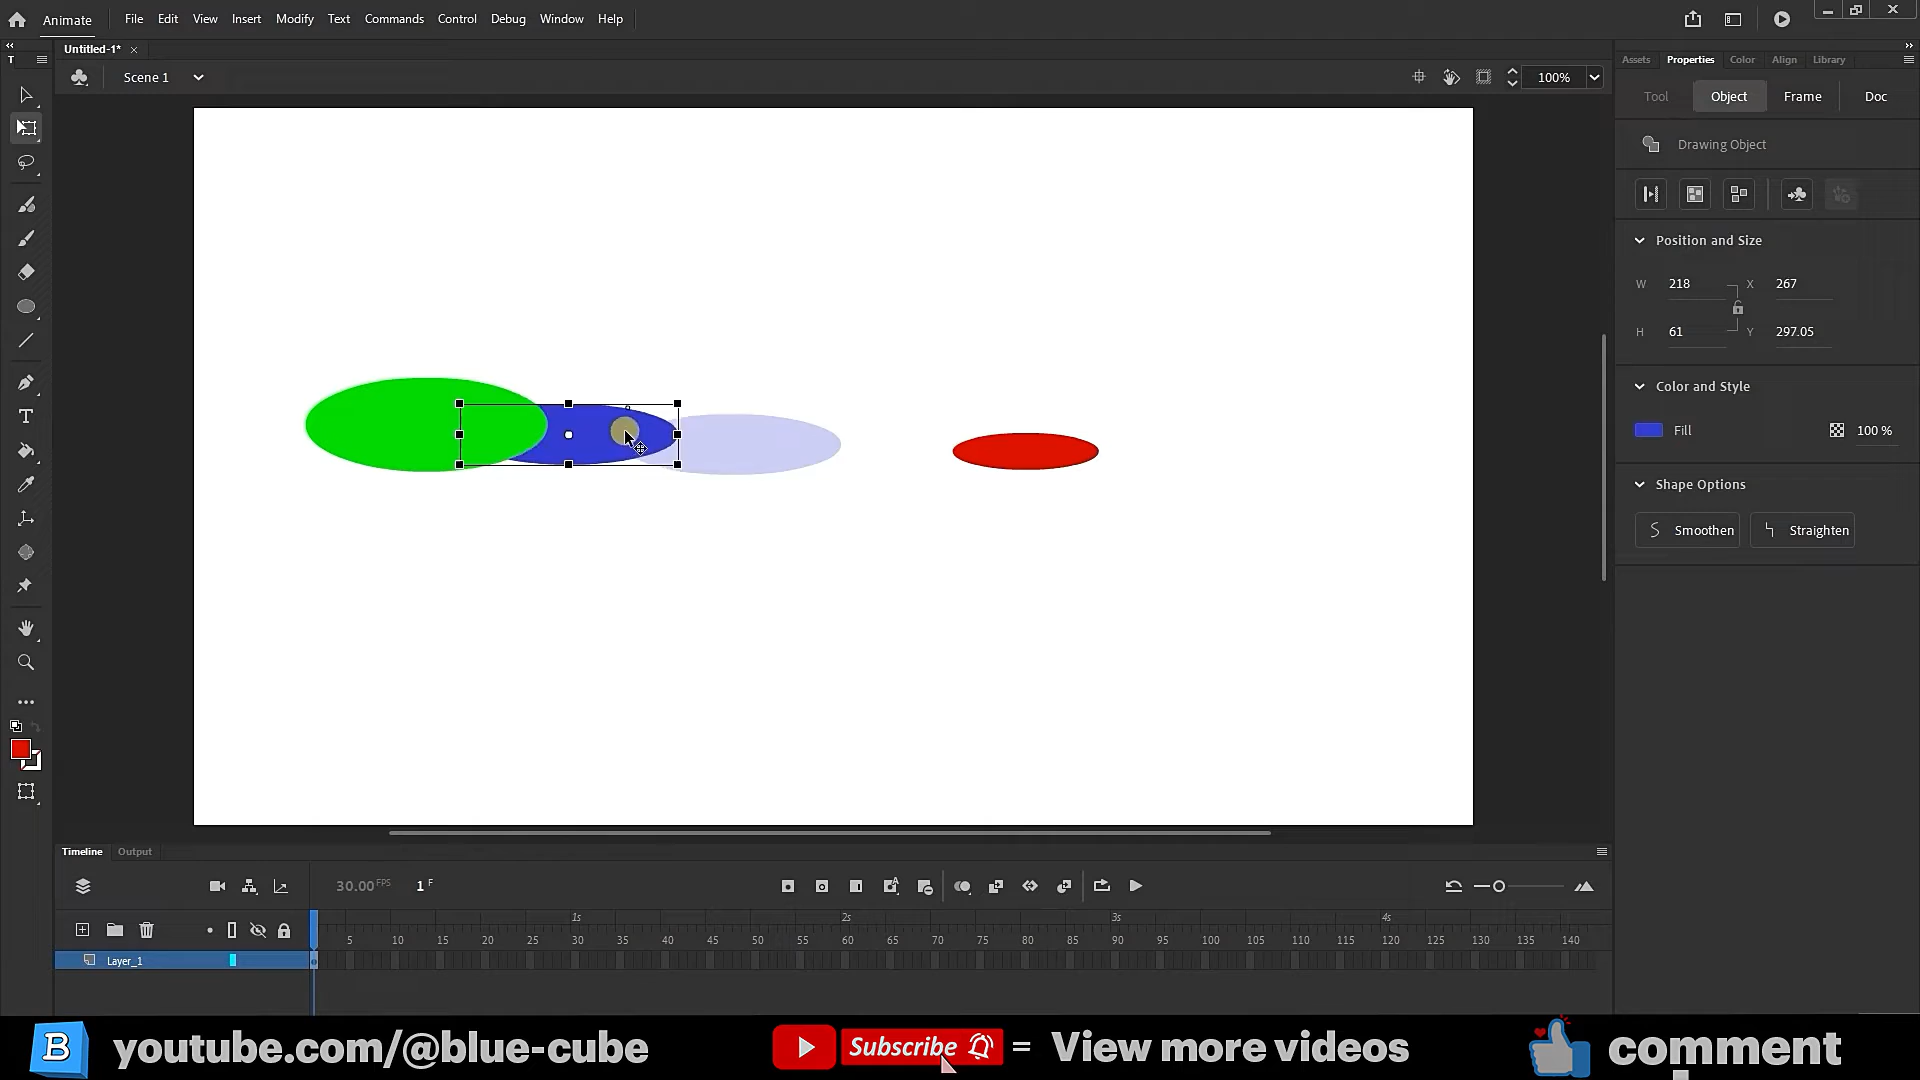 Animate File Edit View Insert Modify Text Commands Control Debug Window Help
Untitled-1*
Scene 1 100%
T
Assets Properties Color Align Library
Tool Object Frame Doc
Drawing Object
Position and Size
W 218 X 267
H 61 Y 297.05
Color and Style
Fill 100 %
Shape Options
Smoothen Straighten
Timeline Output
30.00 FPS 1 F
1s 2s 3s 4s
5 10 15 20 25 30 35 40 45 50 55 60 65 70 75 80 85 90 95 100 105 110 115 120 125 130 135 140
Layer_1
B youtube.com/@blue-cube Subscribe = View more videos comment